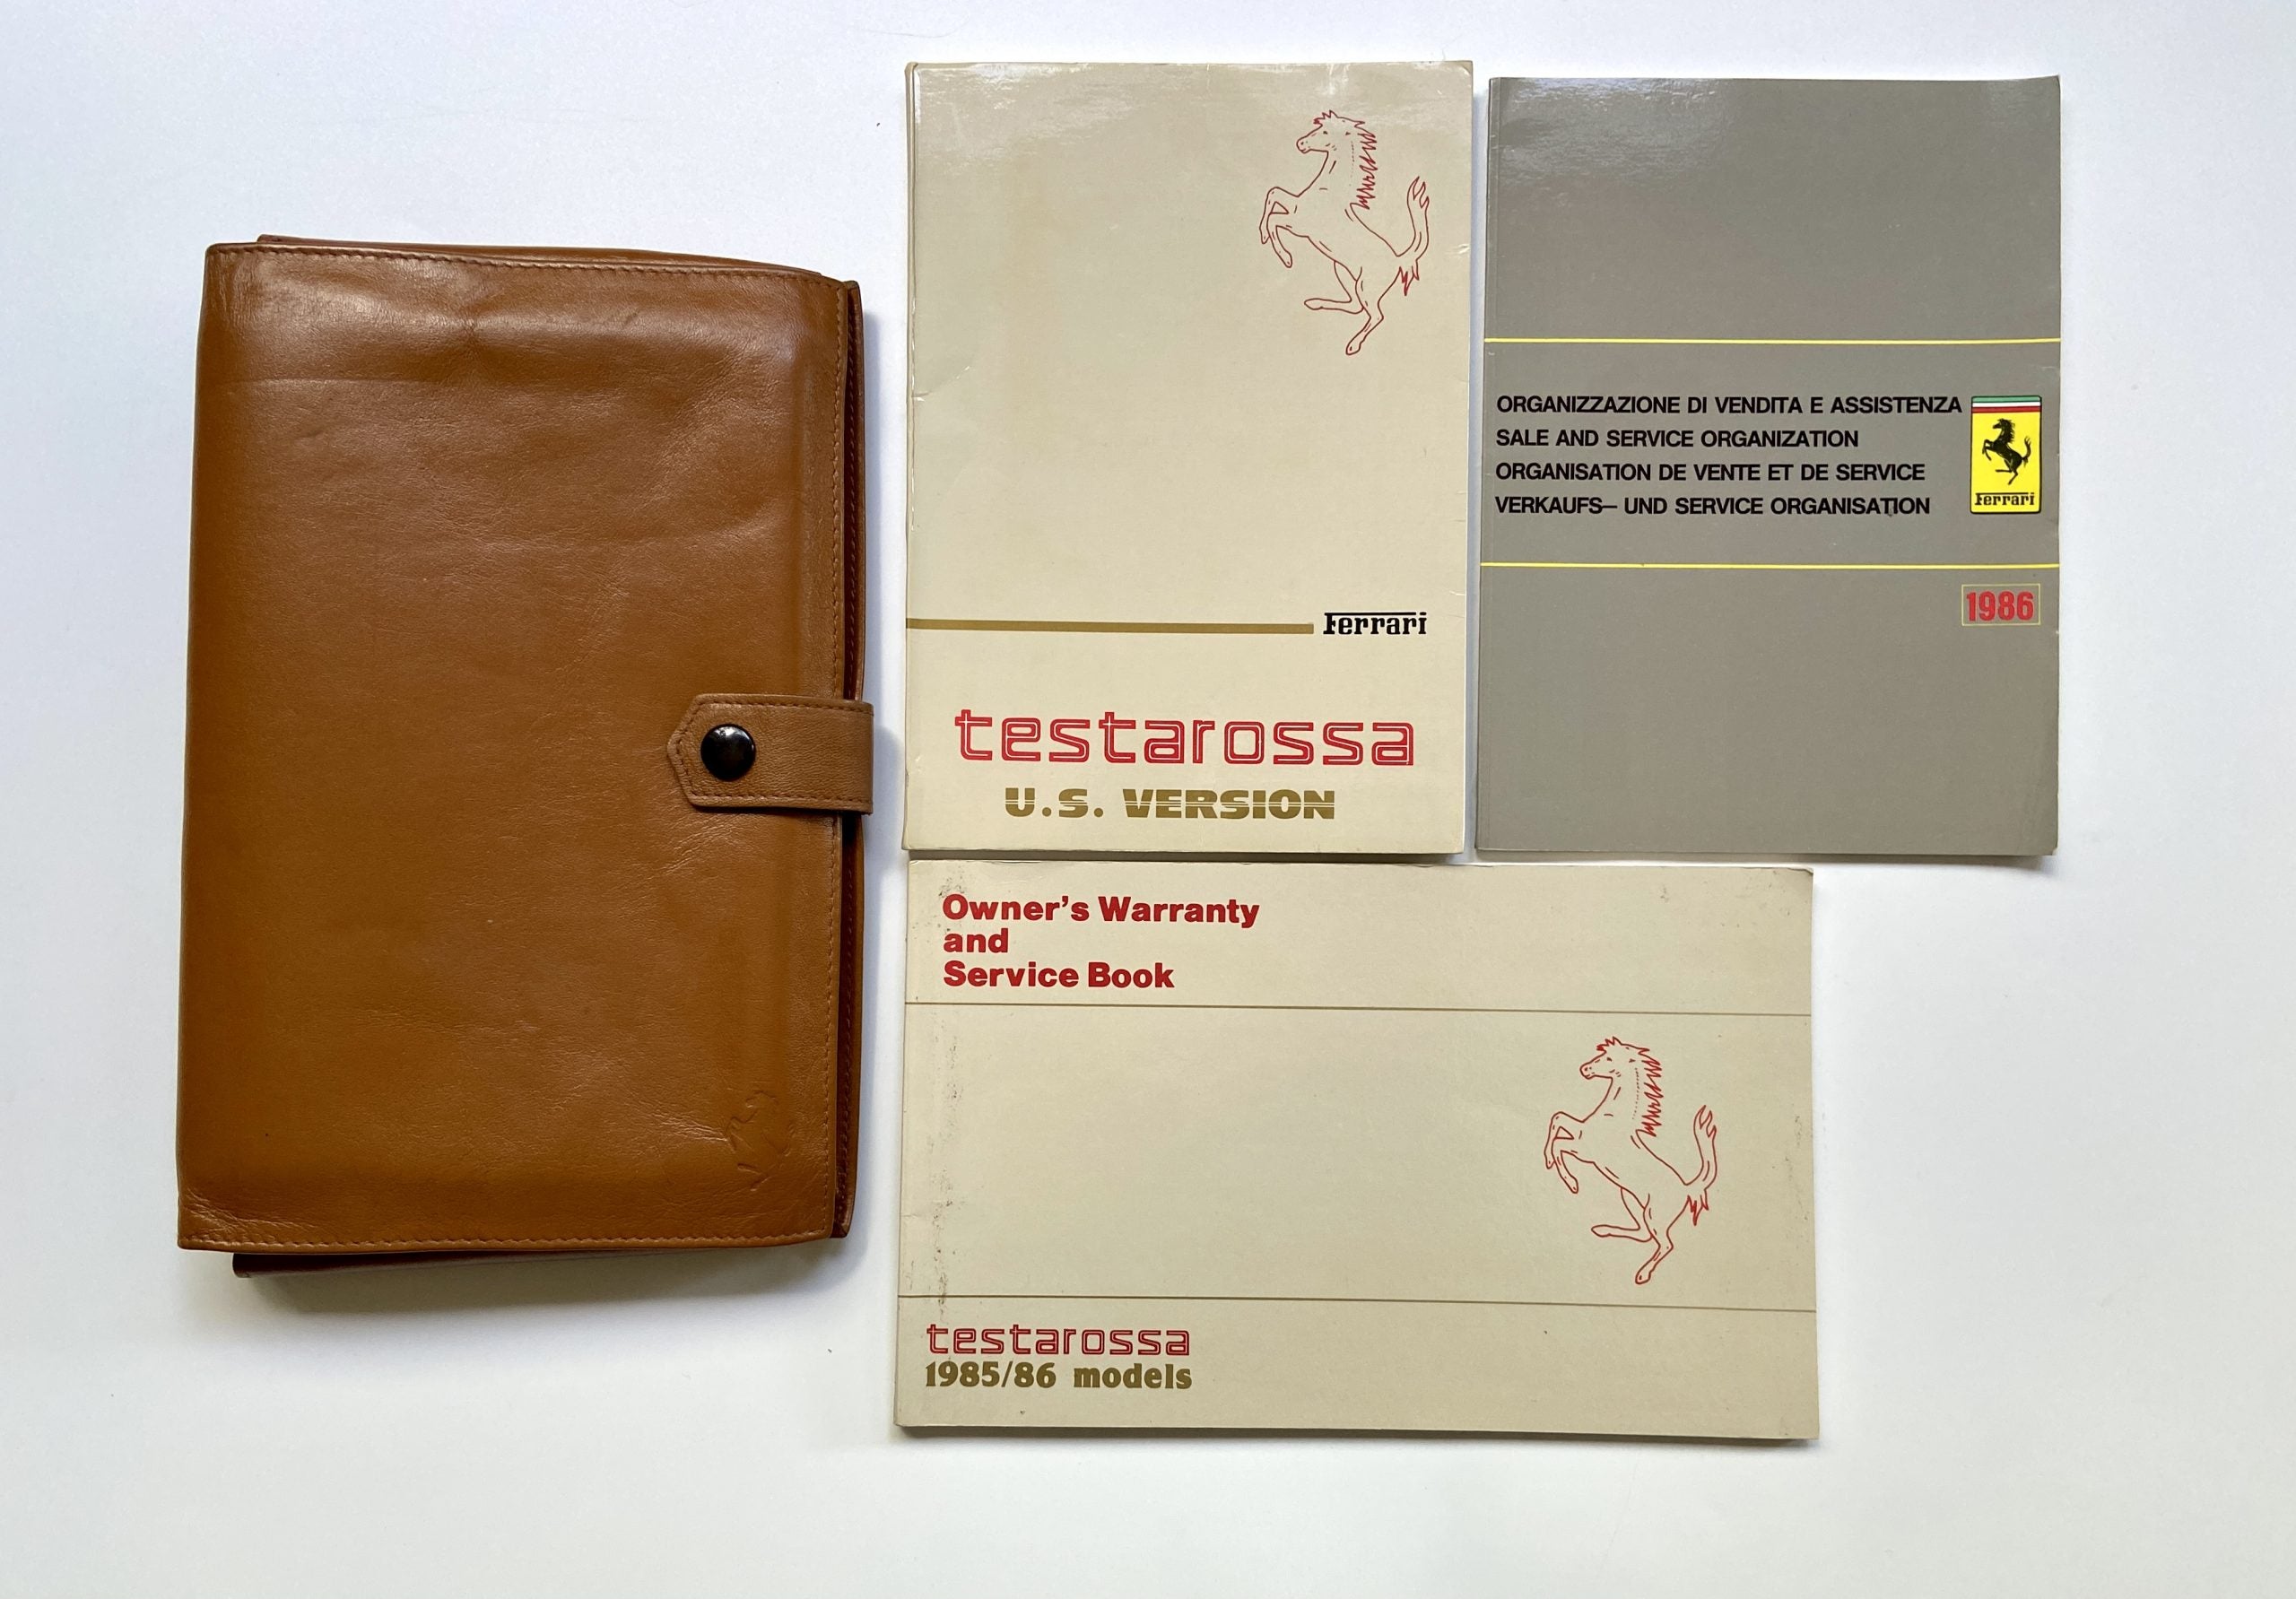 Ferrari
testarossa
U.S. VERSION
ORGANIZZAZIONE DI VENDITA E ASSISTENZA
SALE AND SERVICE ORGANIZATION
ORGANISATION DE VENTE ET DE SERVICE
VERKAUFS— UND SERVICE ORGANISATION
Ferrari
1986
Owner's Warranty
and
Service Book
testarossa
1985/86 models